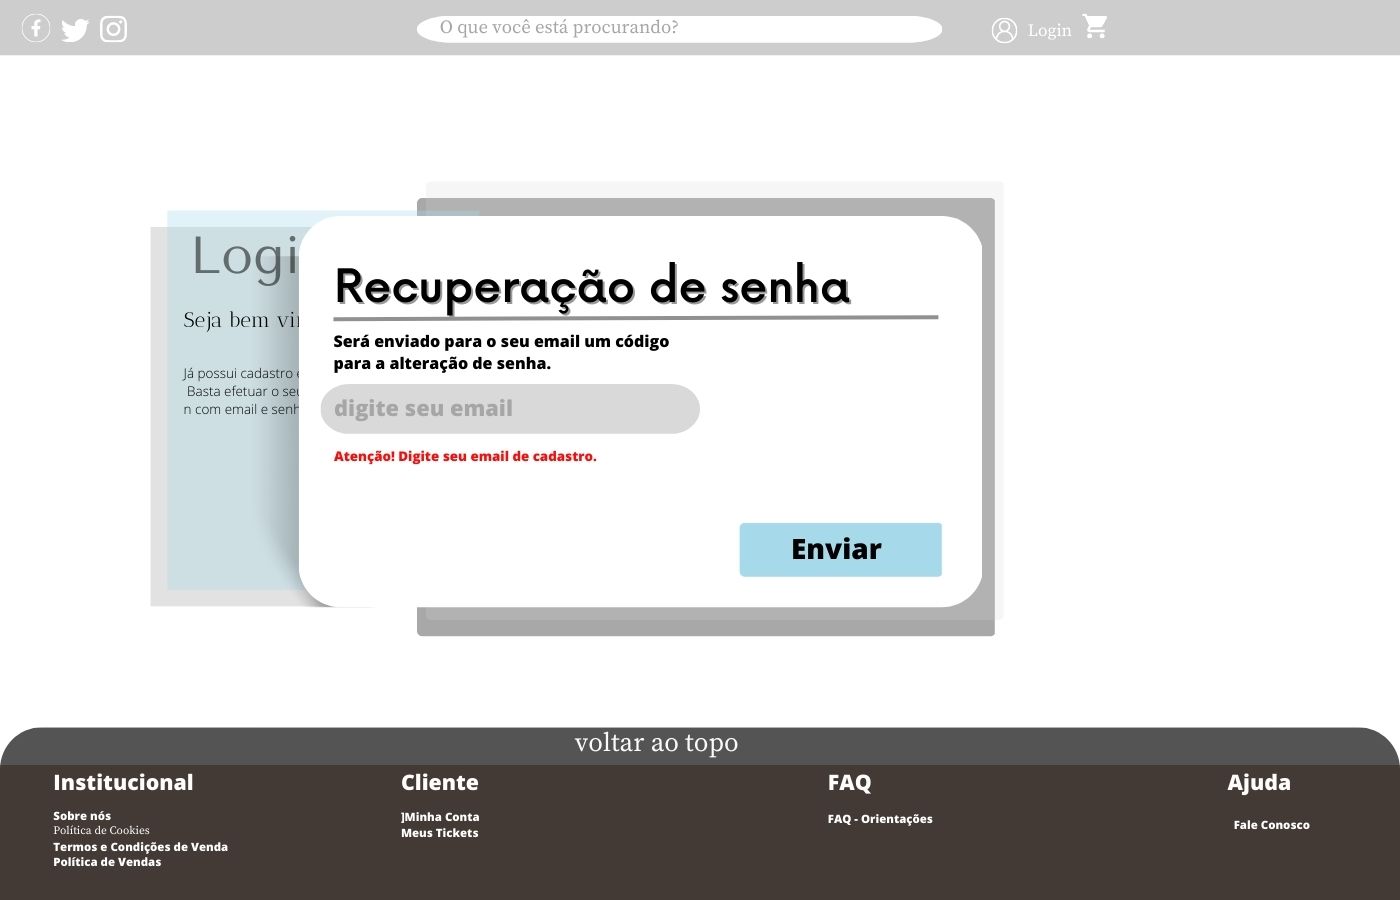 O que você está procurando?
Login
Logi
Seja bem vin
Já possui cadastro e
Basta efetuar o seu
n com email e senh
Recuperação de senha
Será enviado para o seu email um código
para a alteração de senha.
digite seu email
Atenção! Digite seu email de cadastro.
Enviar
voltar ao topo
Institucional
Sobre nós
Política de Cookies
Termos e Condições de Venda
Política de Vendas
Cliente
]Minha Conta
Meus Tickets
FAQ
FAQ - Orientações
Ajuda
Fale Conosco